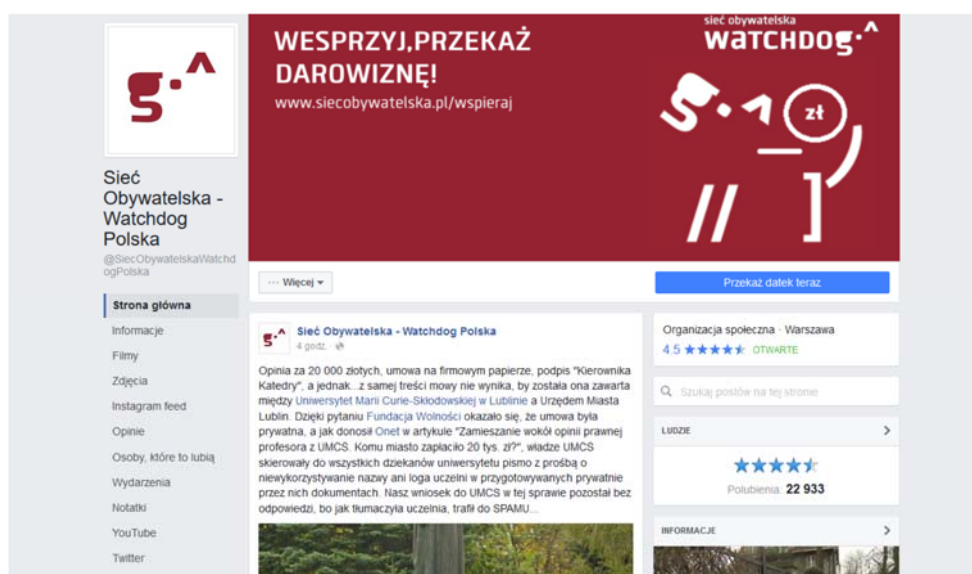 g.^
Sieć
Obywatelska -
Watchdog
Polska
@SiecObywatelskaWatchd
ogPolska
Strona główna
Informacje
Filmy
Zdjęcia
Instagram feed
Opinie
Osoby, które to lubią
Wydarzenia
Notatki
YouTube
Twitter
WESPRZYJ,PRZEKAŻ
DAROWIZNĘ!
www.siecobywatelska.pl/wspieraj
sieć obywatelska
WaTCHDOg.^
g.^
zł
// ]
··· Więcej
Przekaż datek teraz
g.^
Sieć Obywatelska - Watchdog Polska
4 godz. ·
Opinia za 20 000 złotych, umowa na firmowym papierze, podpis "Kierownika
Katedry", a jednak...z samej treści mowy nie wynika, by została ona zawarta
między Uniwersytet Marii Curie-Skłodowskiej w Lublinie a Urzędem Miasta
Lublin. Dzięki pytaniu Fundacja Wolności okazało się, że umowa była
prywatna, a jak donosił Onet w artykule "Zamieszanie wokół opinii prawnej
profesora z UMCS. Komu miasto zapłaciło 20 tys. zł?", władze UMCS
skierowały do wszystkich dziekanów uniwersytetu pismo z prośbą o
niewykorzystywanie nazwy ani loga uczelni w przygotowywanych prywatnie
przez nich dokumentach. Nasz wniosek do UMCS w tej sprawie pozostał bez
odpowiedzi, bo jak tłumaczyła uczelnia, trafił do SPAMU...
Organizacja społeczna · Warszawa
4.5 ★★★★★ OTWARTE
Szukaj postów na tej stronie
LUDZIE >
★★★★★
Polubienia: 22 933
INFORMACJE >